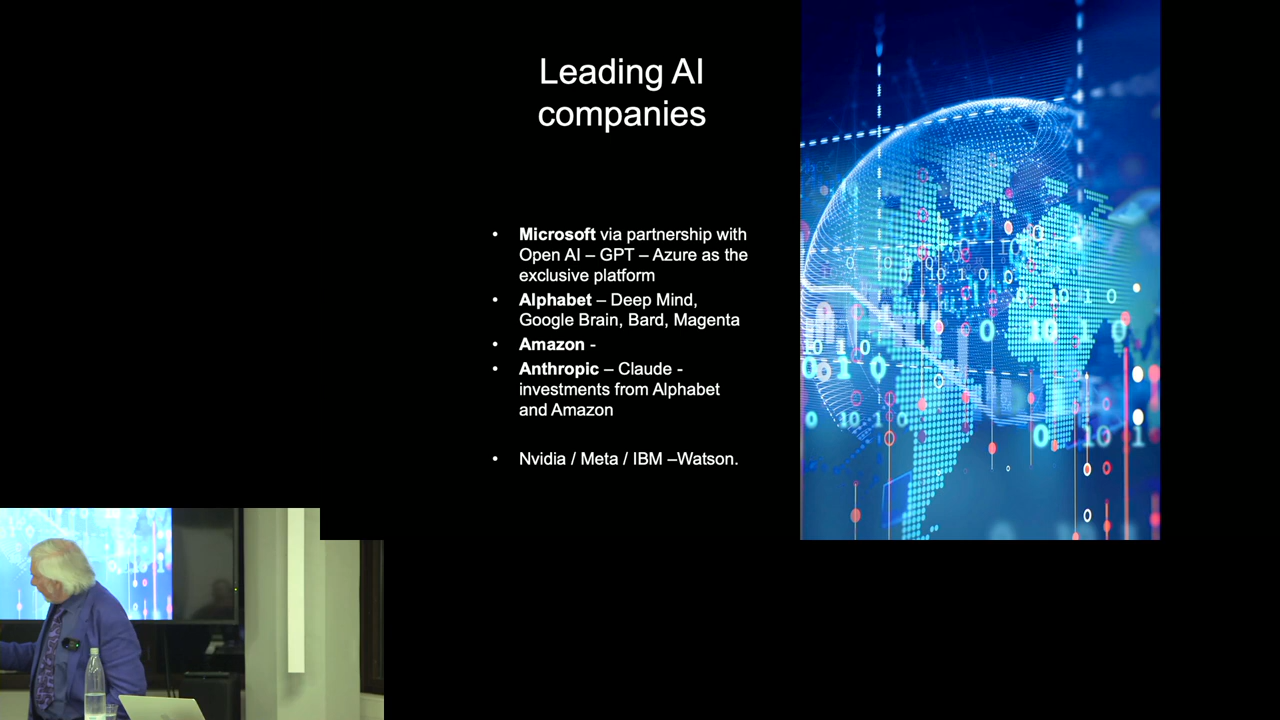 Leading AI
companies
• Microsoft via partnership with
Open AI – GPT – Azure as the
exclusive platform
• Alphabet – Deep Mind,
Google Brain, Bard, Magenta
• Amazon -
• Anthropic – Claude -
investments from Alphabet
and Amazon
• Nvidia / Meta / IBM –Watson.